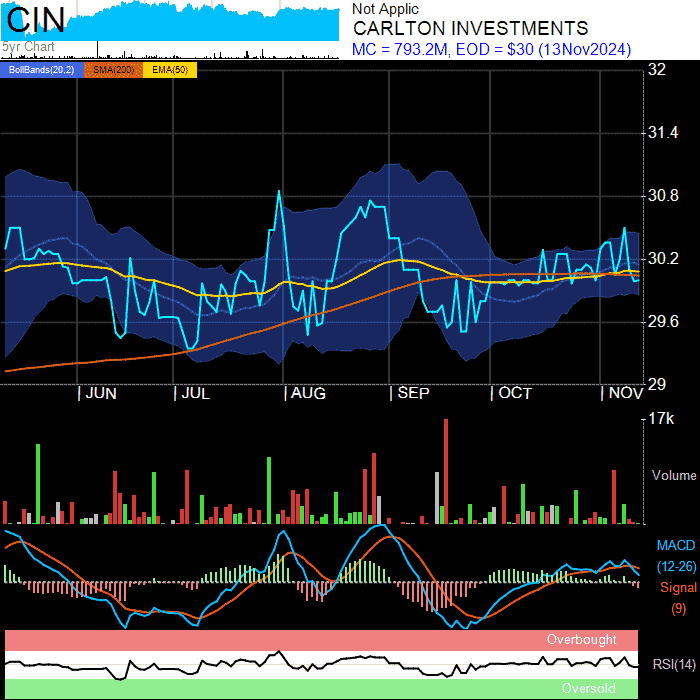 CIN
5yr Chart
Not Applic
CARLTON INVESTMENTS
MC = 793.2M, EOD = $30 (13Nov2024)
BollBands(20,2) SMA(200) EMA(50)
32
31.4
30.8
30.2
29.6
29
JUN JUL AUG SEP OCT NOV
17k
Volume
MACD
(12-26)
Signal
(9)
Overbought
RSI(14)
Oversold